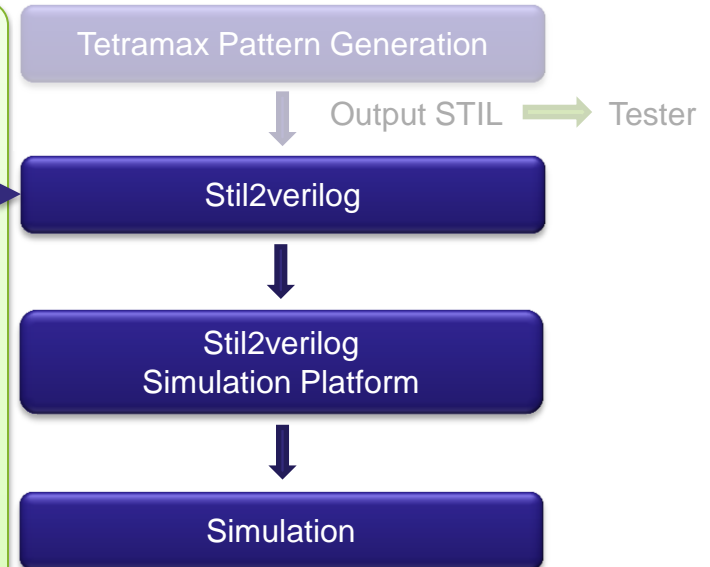 Tetramax Pattern Generation
Output STIL Tester
Stil2verilog
Stil2verilog
Simulation Platform
Simulation